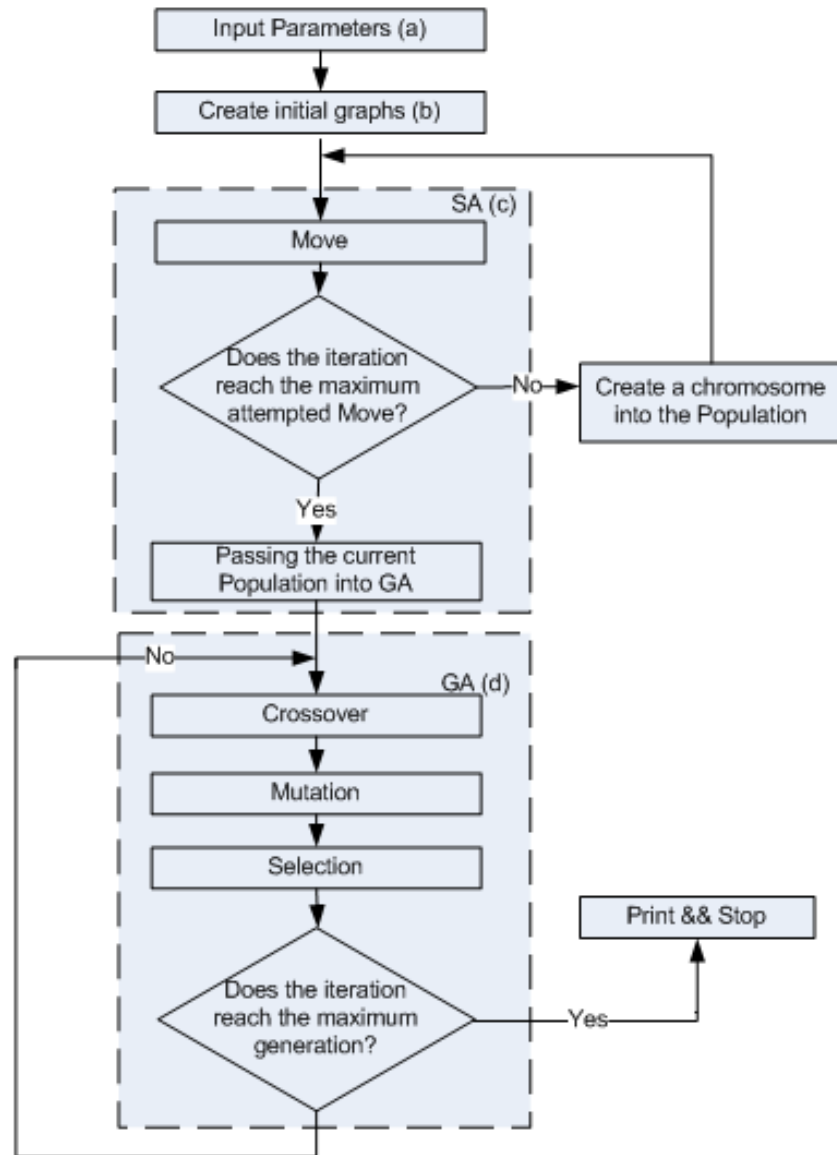 Input Parameters (a)
Create initial graphs (b)
SA (c)
Move
Does the iteration
reach the maximum
attempted Move?
No
Create a chromosome
into the Population
Yes
Passing the current
Population into GA
No
GA (d)
Crossover
Mutation
Selection
Print && Stop
Does the iteration
reach the maximum
generation?
Yes